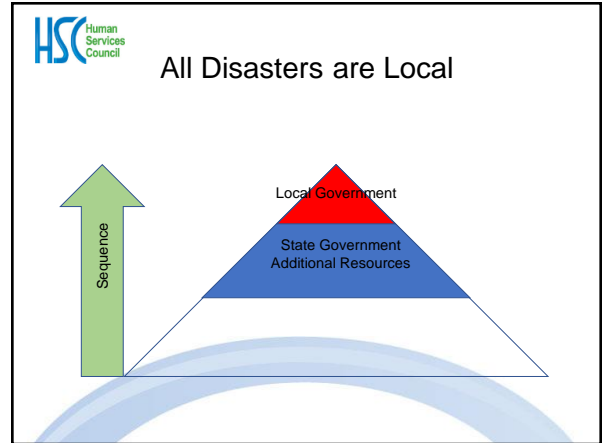 HSC Human
Services
Council
All Disasters are Local
Local Government
State Government
Additional Resources
Sequence